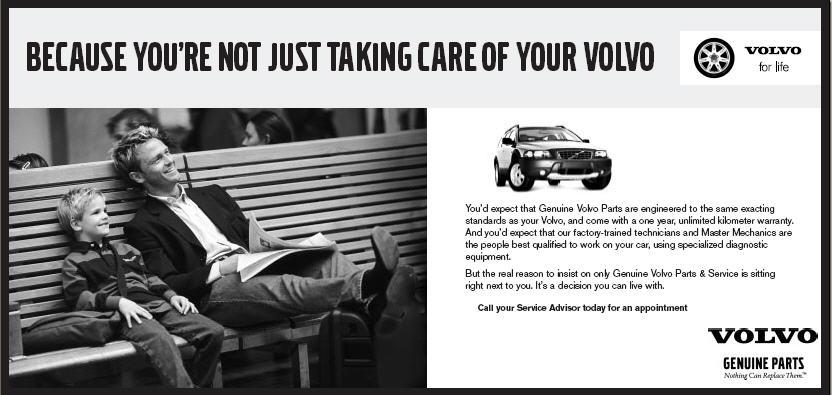 BECAUSE YOU'RE NOT JUST TAKING CARE OF YOUR VOLVO
VOLVO
for life
You'd expect that Genuine Volvo Parts are engineered to the same exacting
standards as your Volvo, and come with a one year, unlimited kilometer warranty.
And you'd expect that our factory-trained technicians and Master Mechanics are
the people best qualified to work on your car, using specialized diagnostic
equipment.
But the real reason to insist on only Genuine Volvo Parts & Service is sitting
right next to you. It's a decision you can live with.
Call your Service Advisor today for an appointment
VOLVO
GENUINE PARTS
Nothing Can Replace Them.™